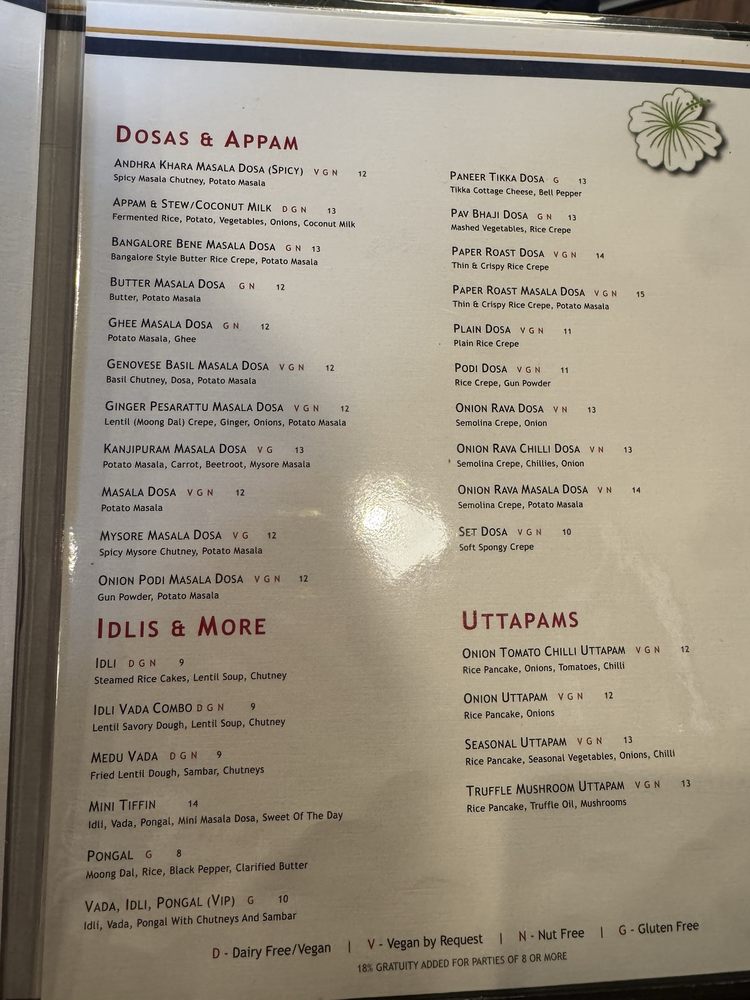 DOSAS & APPAM
ANDHRA KHARA MASALA DOSA (SPICY) V G N 12
Spicy Masala Chutney, Potato Masala
APPAM & STEW/COCONUT MILK D G N 13
Fermented Rice, Potato, Vegetables, Onions, Coconut Milk
BANGALORE BENE MASALA DOSA G N 13
Bangalore Style Butter Rice Crepe, Potato Masala
BUTTER MASALA DOSA G N 12
Butter, Potato Masala
GHEE MASALA DOSA G N 12
Potato Masala, Ghee
GENOVESE BASIL MASALA DOSA V G N 12
Basil Chutney, Dosa, Potato Masala
GINGER PESARATTU MASALA DOSA V G N 12
Lentil (Moong Dal) Crepe, Ginger, Onions, Potato Masala
KANJIPURAM MASALA DOSA V G 13
Potato Masala, Carrot, Beetroot, Mysore Masala
MASALA DOSA V G N 12
Potato Masala
MYSORE MASALA DOSA V G 12
Spicy Mysore Chutney, Potato Masala
ONION PODI MASALA DOSA V G N 12
Gun Powder, Potato Masala
PANEER TIKKA DOSA G 13
Tikka Cottage Cheese, Bell Pepper
PAV BHAJI DOSA G N 13
Mashed Vegetables, Rice Crepe
PAPER ROAST DOSA V G N 14
Thin & Crispy Rice Crepe
PAPER ROAST MASALA DOSA V G N 15
Thin & Crispy Rice Crepe, Potato Masala
PLAIN DOSA V G N 11
Plain Rice Crepe
PODI DOSA V G N 11
Rice Crepe, Gun Powder
ONION RAVA DOSA V N 13
Semolina Crepe, Onion
ONION RAVA CHILLI DOSA V N 13
Semolina Crepe, Chillies, Onion
ONION RAVA MASALA DOSA V N 14
Semolina Crepe, Potato Masala
SET DOSA V G N 10
Soft Spongy Crepe
IDLIS & MORE
IDLI D G N 9
Steamed Rice Cakes, Lentil Soup, Chutney
IDLI VADA COMBO D G N 9
Lentil Savory Dough, Lentil Soup, Chutney
MEDU VADA D G N 9
Fried Lentil Dough, Sambar, Chutneys
MINI TIFFIN 14
Idli, Vada, Pongal, Mini Masala Dosa, Sweet Of The Day
PONGAL G 8
Moong Dal, Rice, Black Pepper, Clarified Butter
VADA, IDLI, PONGAL (VIP) G 10
Idli, Vada, Pongal With Chutneys And Sambar
UTTAPAMS
ONION TOMATO CHILLI UTTAPAM V G N 12
Rice Pancake, Onions, Tomatoes, Chilli
ONION UTTAPAM V G N 12
Rice Pancake, Onions
SEASONAL UTTAPAM V G N 13
Rice Pancake, Seasonal Vegetables, Onions, Chilli
TRUFFLE MUSHROOM UTTAPAM V G N 13
Rice Pancake, Truffle Oil, Mushrooms
D - Dairy Free/Vegan | V - Vegan by Request | N - Nut Free | G - Gluten Free
18% GRATUITY ADDED FOR PARTIES OF 8 OR MORE